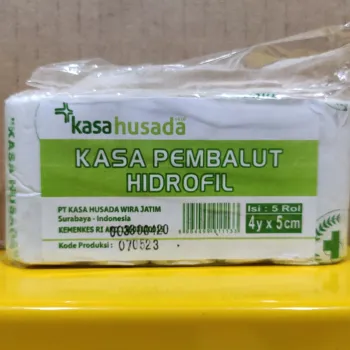 kasahusada
KASA PEMBALUT
HIDROFIL
PT KASA HUSADA WIRA JATIM
Surabaya - Indonesia
KEMENKES RI
Kode Produksi : 070523
Isi : 5 Rol
4y x 5cm